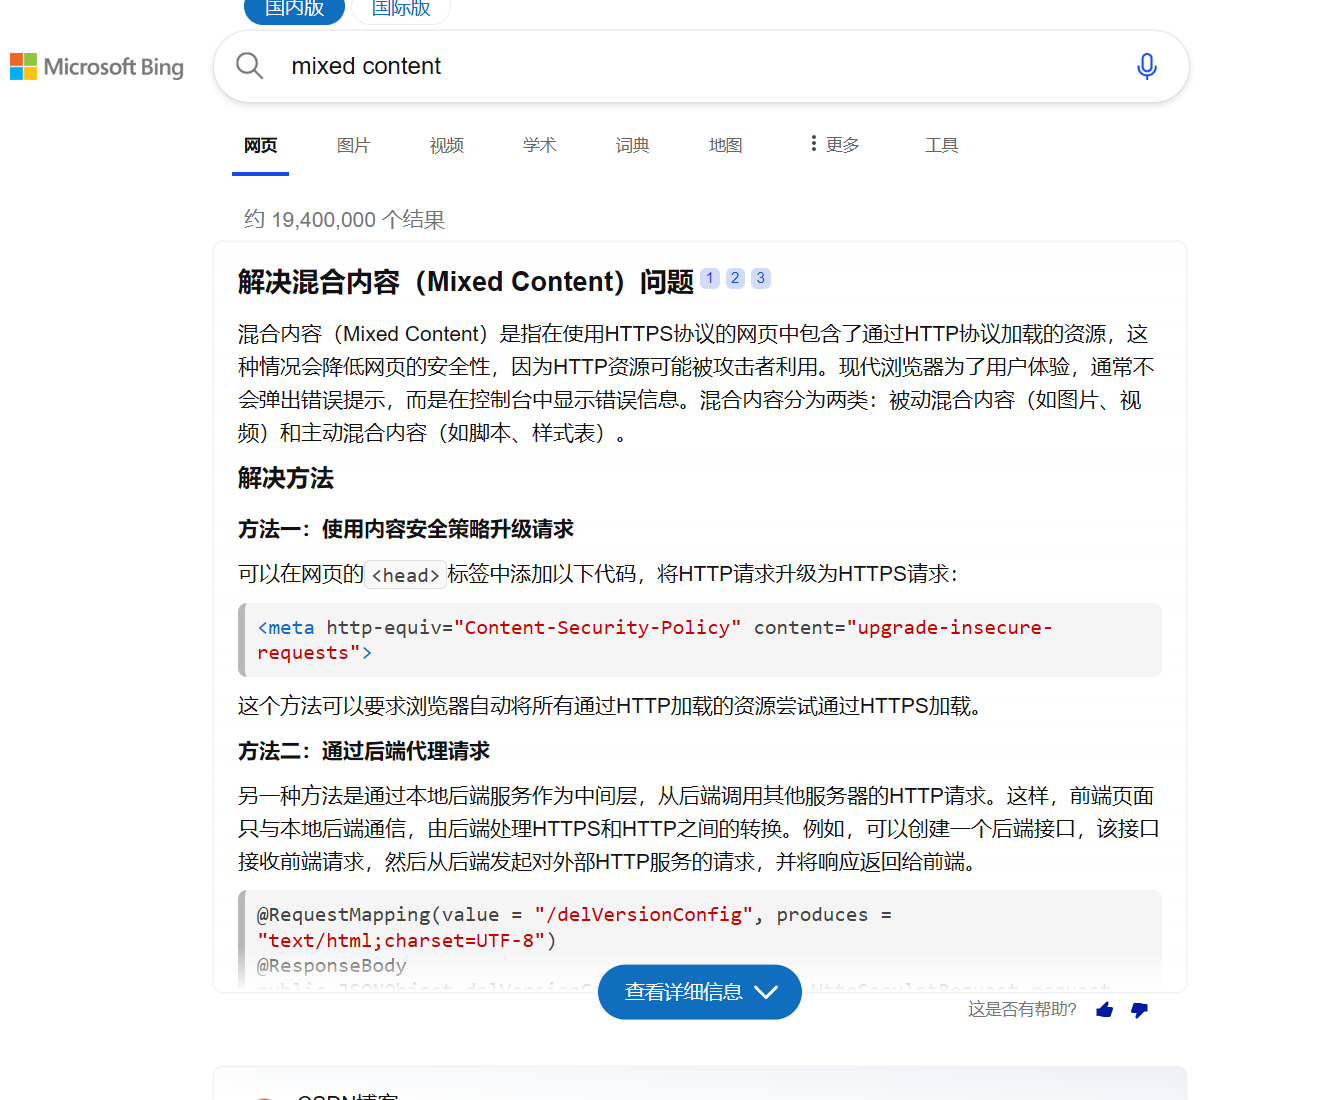 国内版
国际版
Microsoft Bing
mixed content
网页
图片
视频
学术
词典
地图
更多
工具
约 19,400,000 个结果
解决混合内容（Mixed Content）问题 1 2 3
混合内容（Mixed Content）是指在使用HTTPS协议的网页中包含了通过HTTP协议加载的资源，这
种情况会降低网页的安全性，因为HTTP资源可能被攻击者利用。现代浏览器为了用户体验，通常不
会弹出错误提示，而是在控制台中显示错误信息。混合内容分为两类：被动混合内容（如图片、视
频）和主动混合内容（如脚本、样式表）。
解决方法
方法一：使用内容安全策略升级请求
可以在网页的<head>标签中添加以下代码，将HTTP请求升级为HTTPS请求：
<meta http-equiv="Content-Security-Policy" content="upgrade-insecure-
requests">
这个方法可以要求浏览器自动将所有通过HTTP加载的资源尝试通过HTTPS加载。
方法二：通过后端代理请求
另一种方法是通过本地后端服务作为中间层，从后端调用其他服务器的HTTP请求。这样，前端页面
只与本地后端通信，由后端处理HTTPS和HTTP之间的转换。例如，可以创建一个后端接口，该接口
接收前端请求，然后从后端发起对外部HTTP服务的请求，并将响应返回给前端。
@RequestMapping(value = "/delVersionConfig", produces =
"text/html;charset=UTF-8")
@ResponseBody
public JSONObject HttpServletRequest request
查看详细信息
这是否有帮助?
CSDN博客